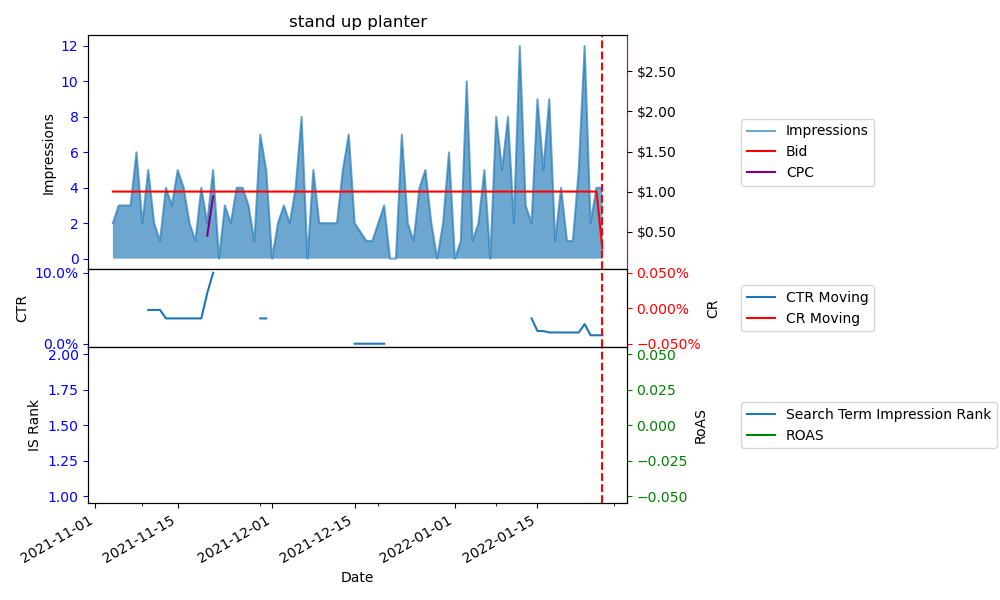 stand up planter
12
10
8
6
4
2
0
Impressions
$2.50
$2.00
$1.50
$1.00
$0.50
Impressions
Bid
CPC
10.0%
0.0%
CTR
0.050%
0.000%
−0.050%
CR
CTR Moving
CR Moving
2.00
1.75
1.50
1.25
1.00
IS Rank
0.050
0.025
0.000
−0.025
−0.050
RoAS
Search Term Impression Rank
ROAS
2021-11-01
2021-11-15
2021-12-01
2021-12-15
2022-01-01
2022-01-15
Date